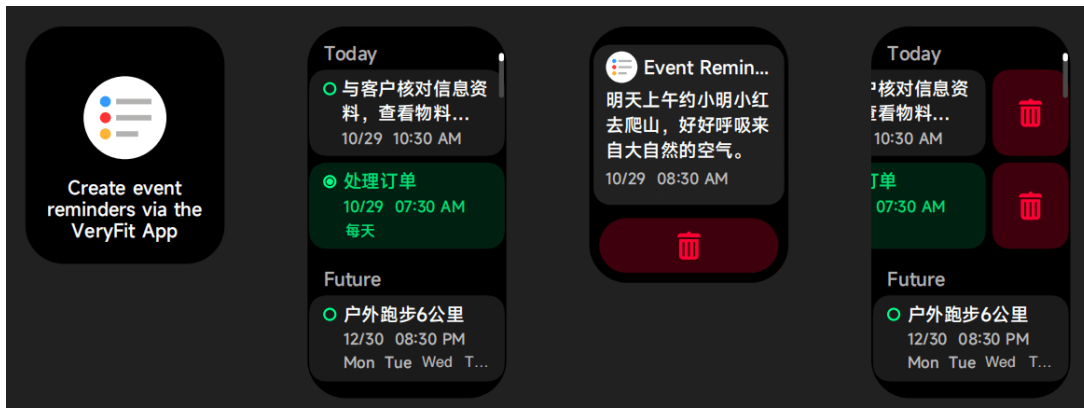 Create event
reminders via the
VeryFit App
Today
与客户核对信息资
料，查看物料...
10/29 10:30 AM
处理订单
10/29 07:30 AM
每天
Future
户外跑步6公里
12/30 08:30 PM
Mon Tue Wed T...
Event Remin...
明天上午约小明小红
去爬山，好好呼吸来
自大自然的空气。
10/29 08:30 AM
Today
核对信息资
看物料...
10:30 AM
单
07:30 AM
Future
户外跑步6公里
12/30 08:30 PM
Mon Tue Wed T...